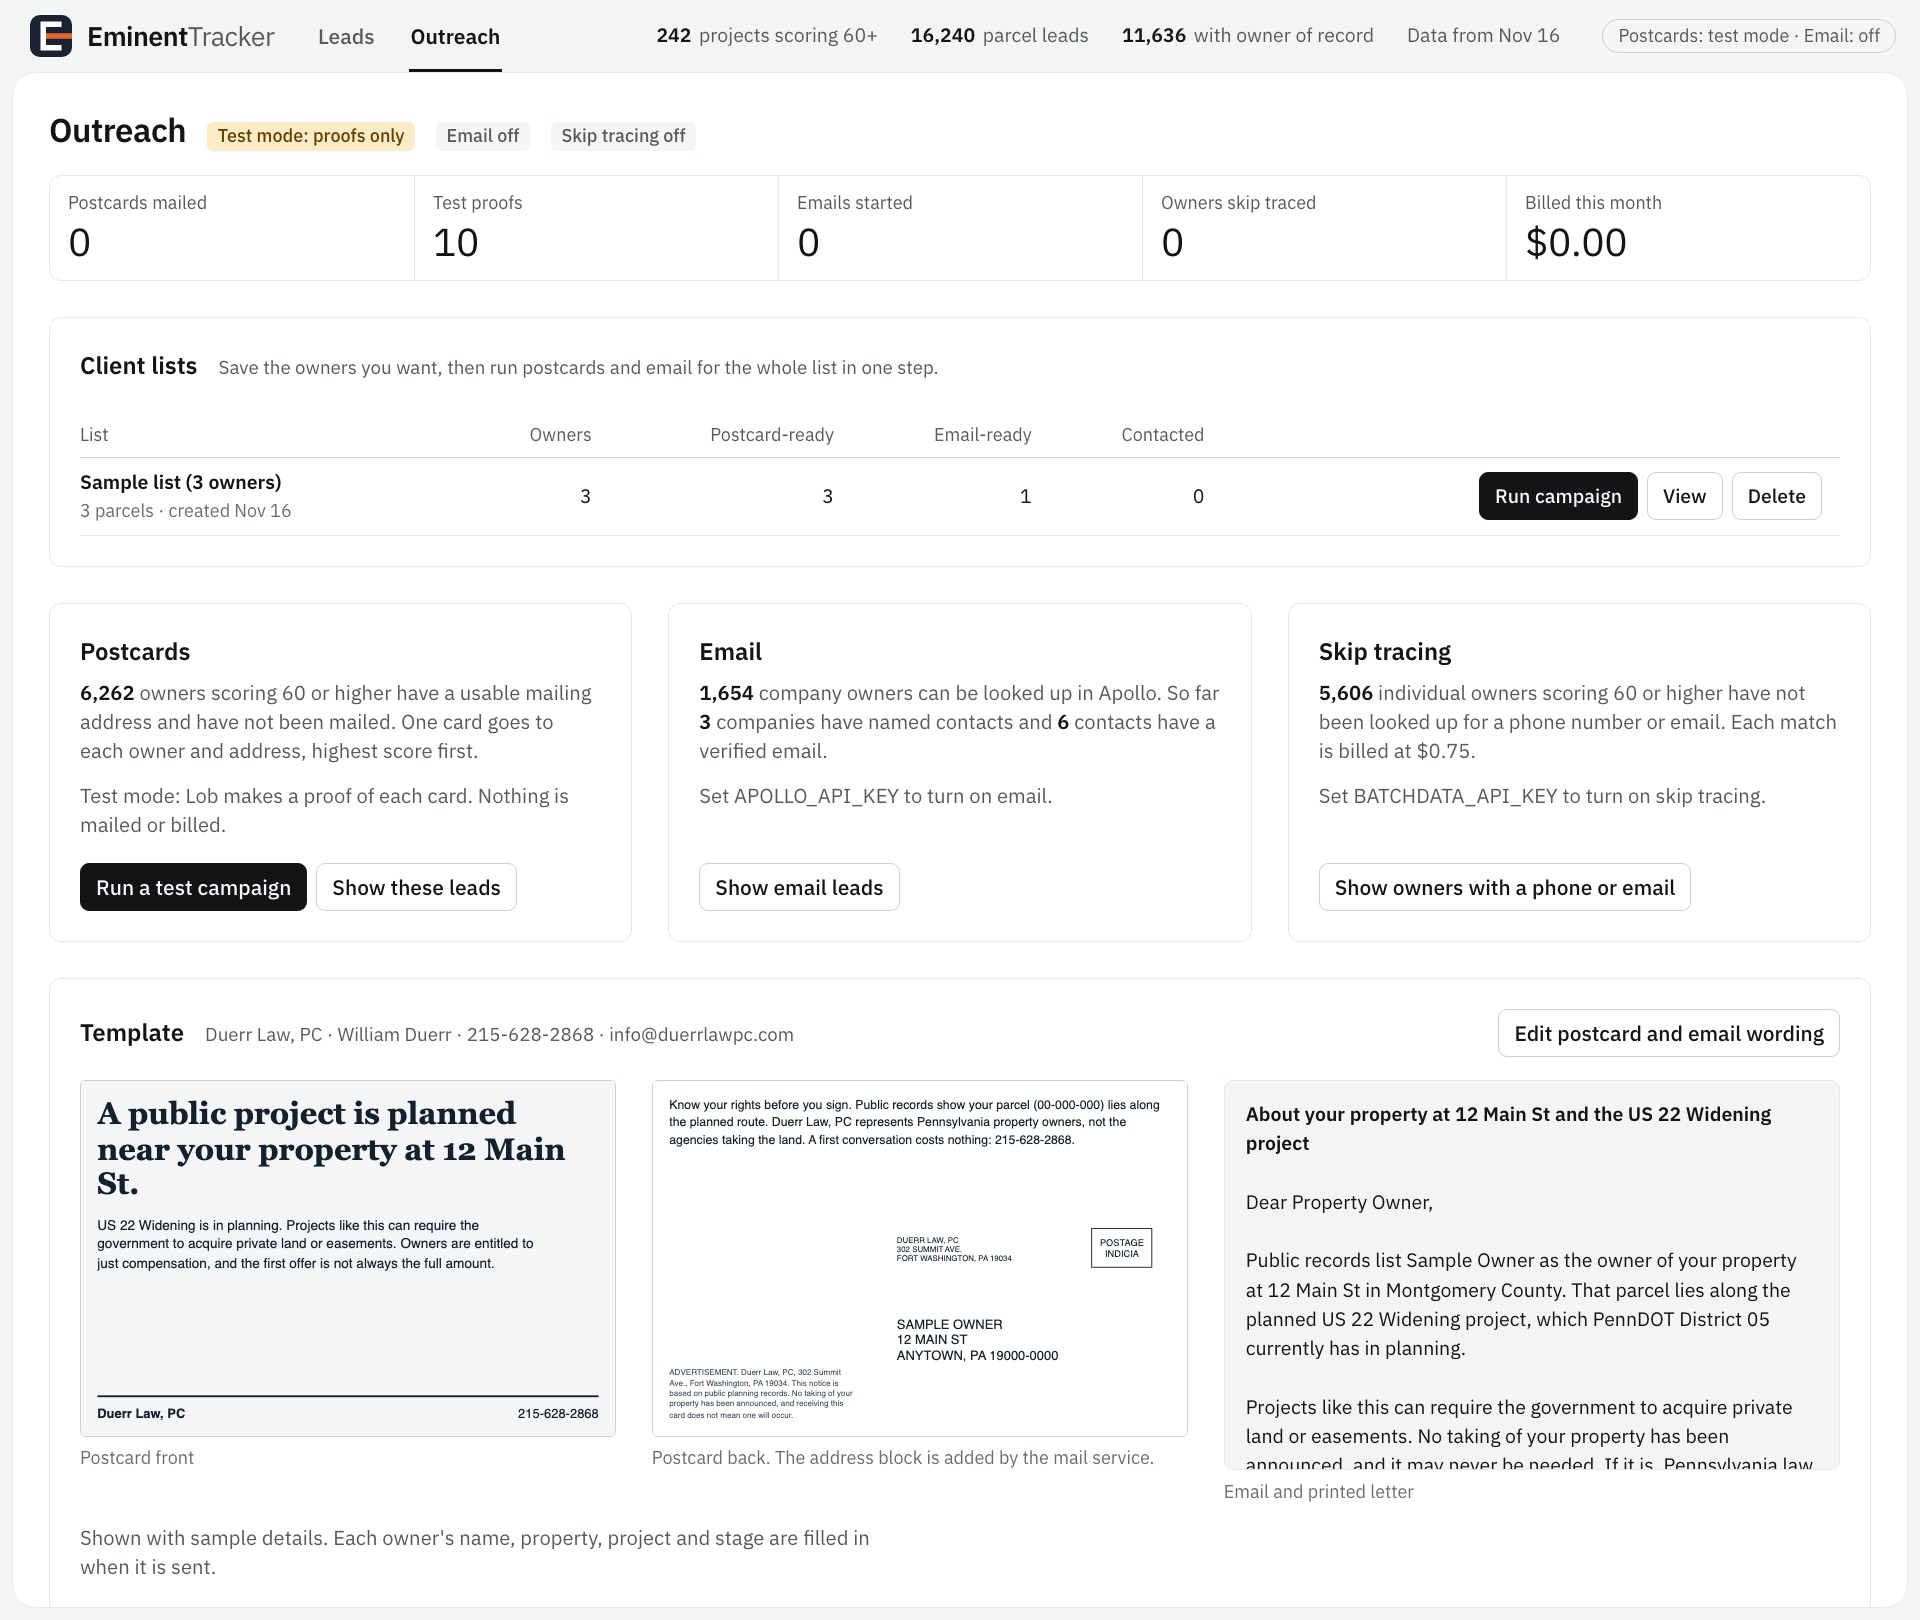 EminentTracker
Leads
Outreach
242 projects scoring 60+
16,240 parcel leads
11,636 with owner of record
Data from Nov 16
Postcards: test mode · Email: off
Outreach
Test mode: proofs only
Email off
Skip tracing off
Postcards mailed
0
Test proofs
10
Emails started
0
Owners skip traced
0
Billed this month
$0.00
Client lists
Save the owners you want, then run postcards and email for the whole list in one step.
List
Owners
Postcard-ready
Email-ready
Contacted
Sample list (3 owners)
3 parcels · created Nov 16
3
3
1
0
Run campaign
View
Delete
Postcards
6,262 owners scoring 60 or higher have a usable mailing
address and have not been mailed. One card goes to
each owner and address, highest score first.
Test mode: Lob makes a proof of each card. Nothing is
mailed or billed.
Run a test campaign
Show these leads
Email
1,654 company owners can be looked up in Apollo. So far
3 companies have named contacts and 6 contacts have a
verified email.
Set APOLLO_API_KEY to turn on email.
Show email leads
Skip tracing
5,606 individual owners scoring 60 or higher have not
been looked up for a phone number or email. Each match
is billed at $0.75.
Set BATCHDATA_API_KEY to turn on skip tracing.
Show owners with a phone or email
Template
Duerr Law, PC · William Duerr · 215-628-2868 · info@duerrlawpc.com
Edit postcard and email wording
A public project is planned
near your property at 12 Main
St.
US 22 Widening is in planning. Projects like this can require the
government to acquire private land or easements. Owners are entitled to
just compensation, and the first offer is not always the full amount.
Duerr Law, PC
215-628-2868
Postcard front
Know your rights before you sign. Public records show your parcel (00-000-000) lies along
the planned route. Duerr Law, PC represents Pennsylvania property owners, not the
agencies taking the land. A first conversation costs nothing: 215-628-2868.
DUERR LAW, PC
302 SUMMIT AVE.
FORT WASHINGTON, PA 19034
POSTAGE
INDICIA
SAMPLE OWNER
12 MAIN ST
ANYTOWN, PA 19000-0000
ADVERTISEMENT. Duerr Law, PC, 302 Summit
Ave., Fort Washington, PA 19034. This notice is
based on public planning records. No taking of your
property has been announced, and receiving this
card does not mean one will occur.
Postcard back. The address block is added by the mail service.
About your property at 12 Main St and the US 22 Widening
project
Dear Property Owner,
Public records list Sample Owner as the owner of your property
at 12 Main St in Montgomery County. That parcel lies along the
planned US 22 Widening project, which PennDOT District 05
currently has in planning.
Projects like this can require the government to acquire private
land or easements. No taking of your property has been
announced, and it may never be needed. If it is, Pennsylvania law
Email and printed letter
Shown with sample details. Each owner's name, property, project and stage are filled in
when it is sent.